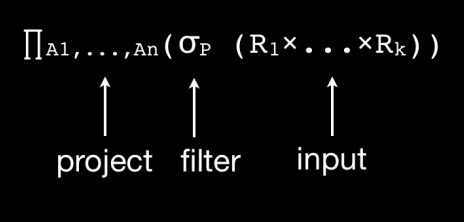 ∏A1,...,An(σP (R1×...×Rk))
project filter input